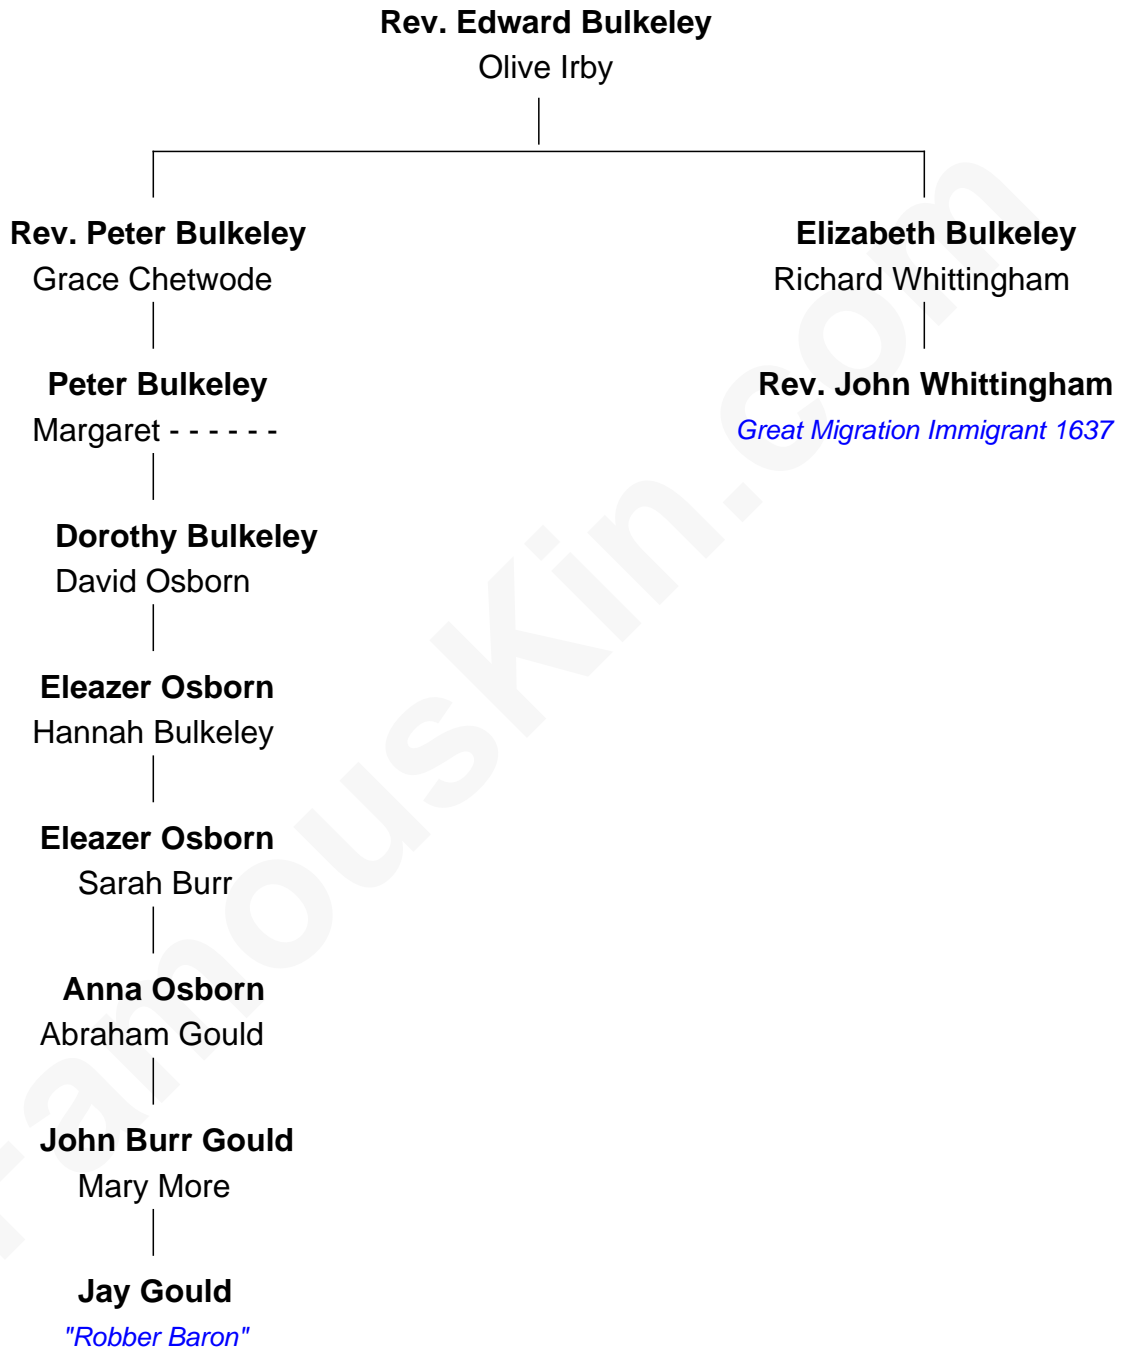 Rev. Edward Bulkeley
Olive Irby
Rev. Peter Bulkeley
Grace Chetwode
Elizabeth Bulkeley
Richard Whittingham
Peter Bulkeley
Margaret - - - - - -
Rev. John Whittingham
Great Migration Immigrant 1637
Dorothy Bulkeley
David Osborn
Eleazer Osborn
Hannah Bulkeley
Eleazer Osborn
Sarah Burr
Anna Osborn
Abraham Gould
John Burr Gould
Mary More
Jay Gould
"Robber Baron"
FamousKin.com